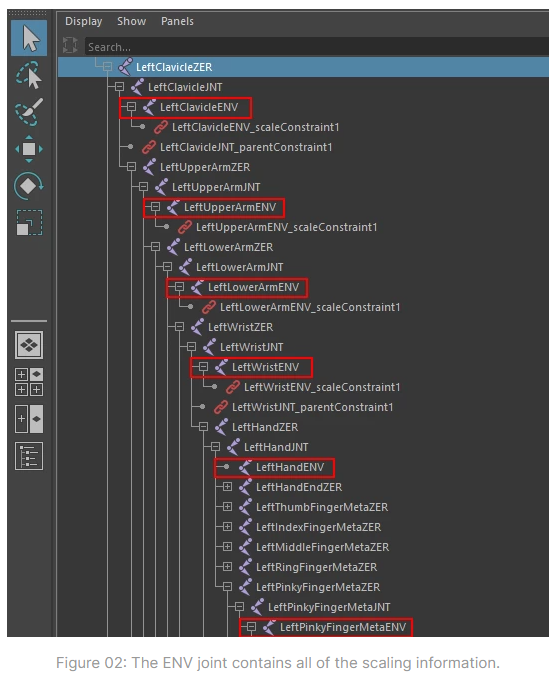 Display Show Panels
Search...
LeftClavicleZER
LeftClavicleJNT
LeftClavicleENV
LeftClavicleENV_scaleConstraint1
LeftClavicleJNT_parentConstraint1
LeftUpperArmZER
LeftUpperArmJNT
LeftUpperArmENV
LeftUpperArmENV_scaleConstraint1
LeftLowerArmZER
LeftLowerArmJNT
LeftLowerArmENV
LeftLowerArmENV_scaleConstraint1
LeftWristZER
LeftWristJNT
LeftWristENV
LeftWristENV_scaleConstraint1
LeftWristJNT_parentConstraint1
LeftHandZER
LeftHandJNT
LeftHandENV
LeftHandEndZER
LeftThumbFingerMetaZER
LeftIndexFingerMetaZER
LeftMiddleFingerMetaZER
LeftRingFingerMetaZER
LeftPinkyFingerMetaZER
LeftPinkyFingerMetaJNT
LeftPinkyFingerMetaENV
Figure 02: The ENV joint contains all of the scaling information.